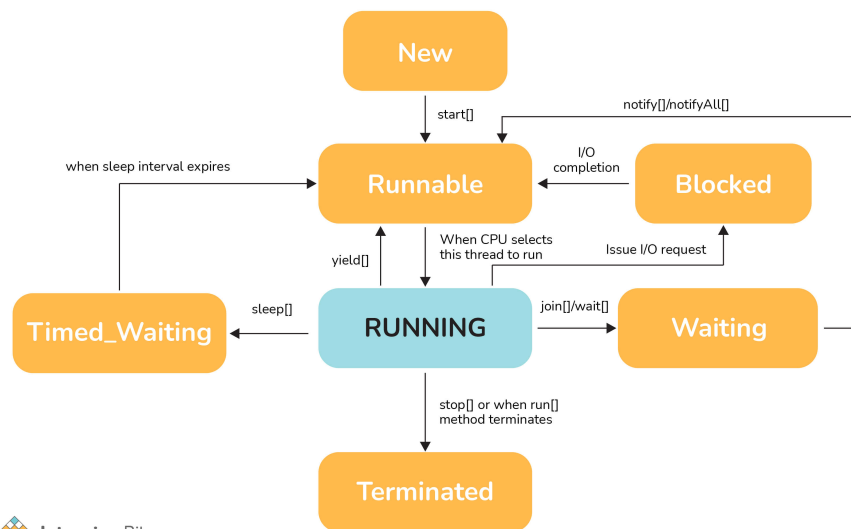 New
start[]
notify[]/notifyAll[]
when sleep interval expires
Runnable
I/O
completion
Blocked
yield[]
When CPU selects
this thread to run
Issue I/O request
Timed_Waiting
sleep[]
RUNNING
join[]/wait[]
Waiting
stop[] or when run[]
method terminates
Terminated